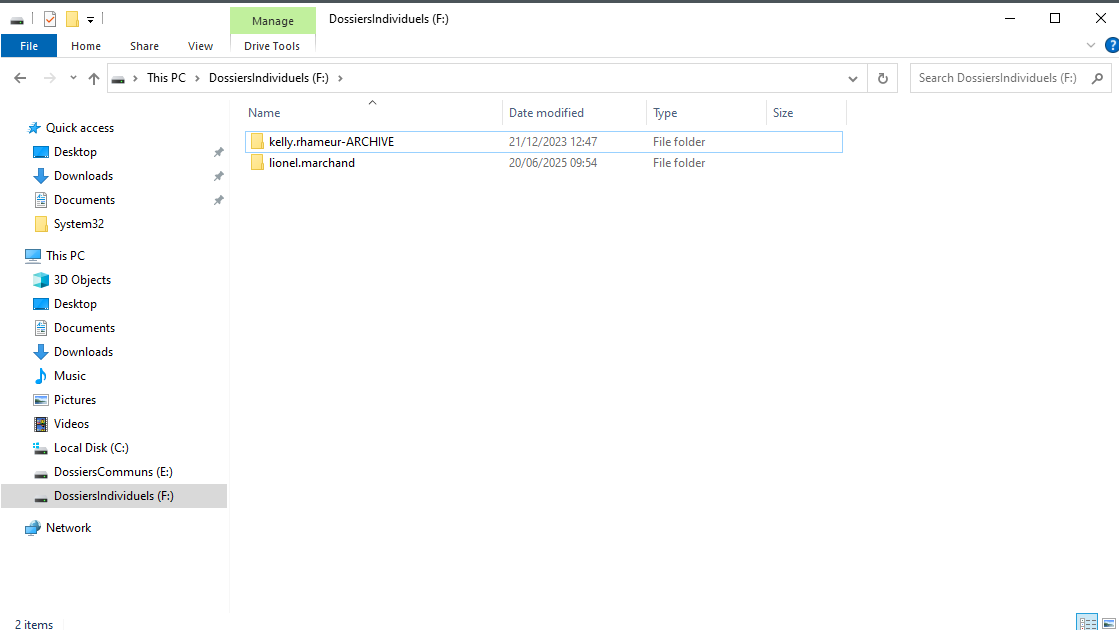 Manage
DossiersIndividuels (F:)
File
Home
Share
View
Drive Tools
?
This PC
DossiersIndividuels (F:)
Search DossiersIndividuels (F:)
Name
Date modified
Type
Size
kelly.rhameur-ARCHIVE
21/12/2023 12:47
File folder
lionel.marchand
20/06/2025 09:54
File folder
Quick access
Desktop
Downloads
Documents
System32
This PC
3D Objects
Desktop
Documents
Downloads
Music
Pictures
Videos
Local Disk (C:)
DossiersCommuns (E:)
DossiersIndividuels (F:)
Network
2 items